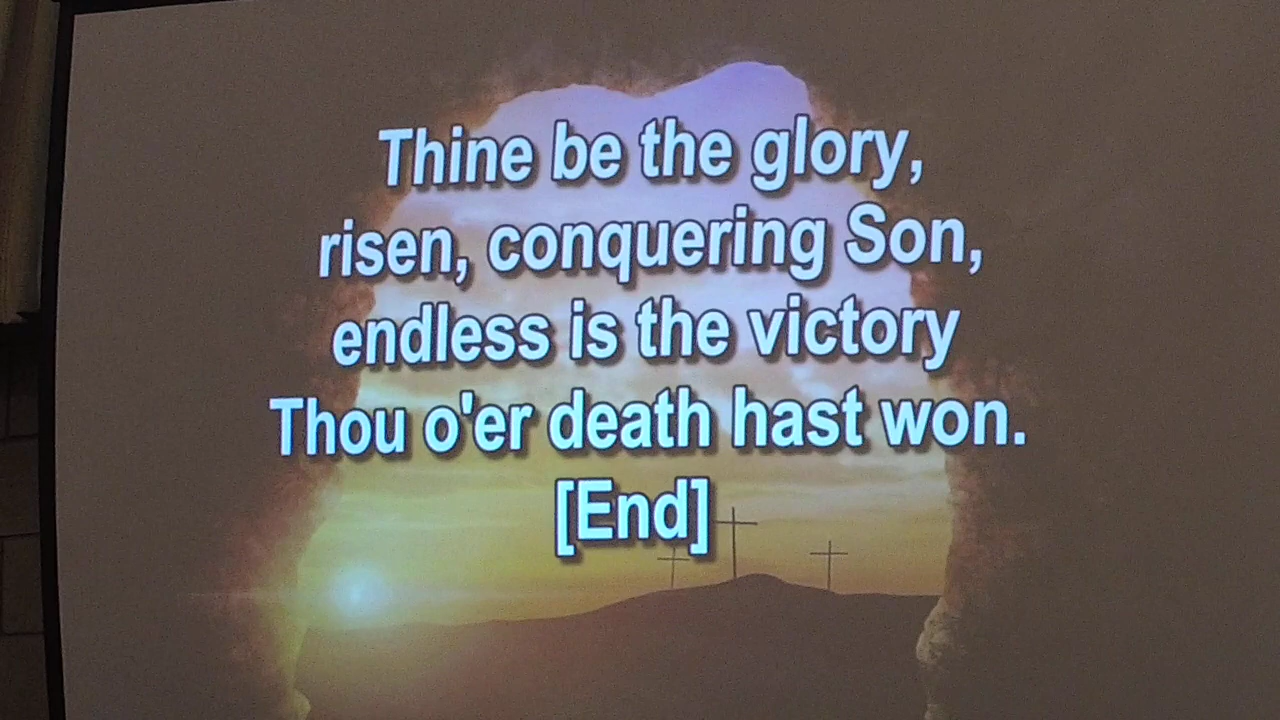 Thine be the glory,
risen, conquering Son,
endless is the victory
Thou o'er death hast won.
[End]